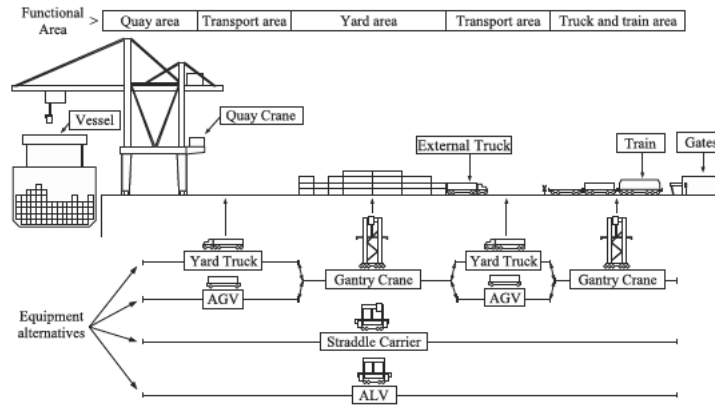 Functional
Area
>
Quay area
Transport area
Yard area
Transport area
Truck and train area
Vessel
Quay Crane
External Truck
Train
Gates
Yard Truck
Yard Truck
Gantry Crane
Gantry Crane
AGV
AGV
Equipment
alternatives
Straddle Carrier
ALV